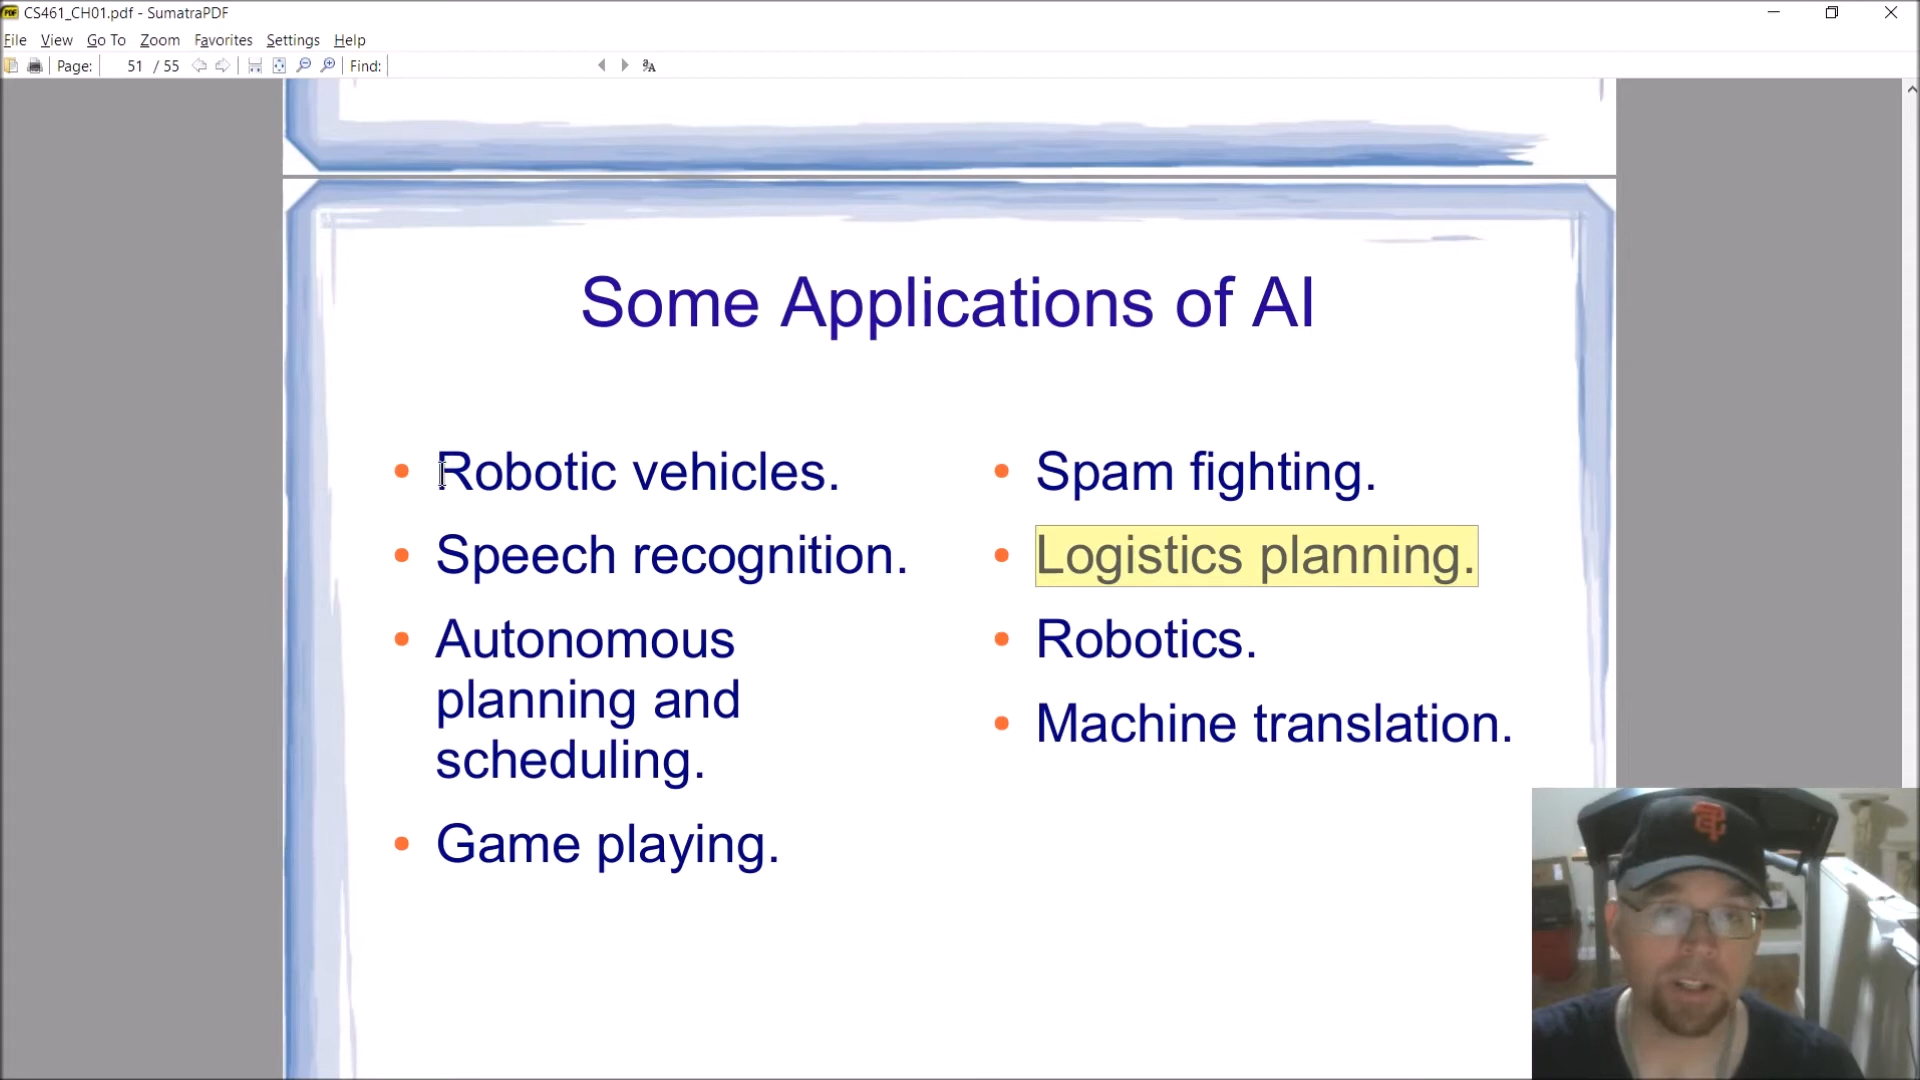 CS461_CH01.pdf - SumatraPDF
File View Go To Zoom Favorites Settings Help
Page: 51 / 55 Find:
Some Applications of AI
• Robotic vehicles.
• Speech recognition.
• Autonomous
planning and
scheduling.
• Game playing.
• Spam fighting.
• Logistics planning.
• Robotics.
• Machine translation.